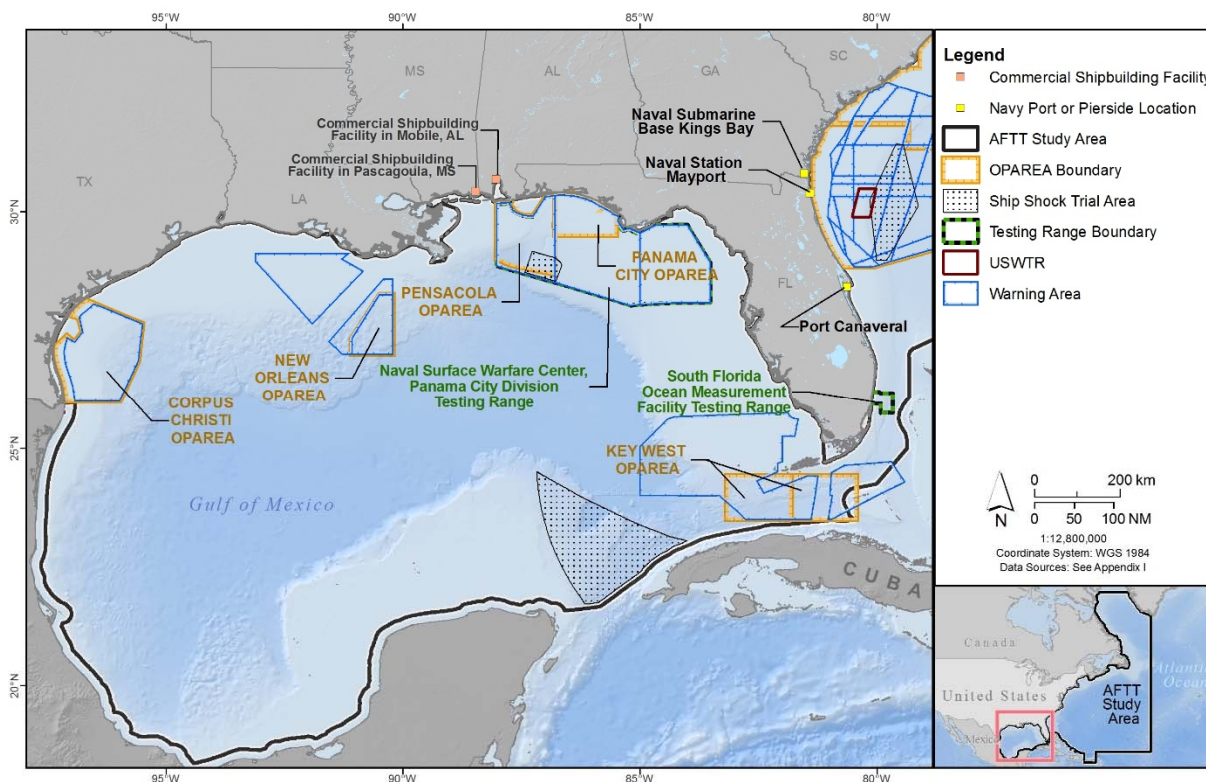 95°W
90°W
85°W
80°W
30°N
25°N
20°N
95°W
90°W
85°W
80°W
TX
LA
MS
AL
GA
SC
FL
Commercial Shipbuilding
Facility in Mobile, AL
Commercial Shipbuilding
Facility in Pascagoula, MS
Naval Submarine
Base Kings Bay
Naval Station
Mayport
PANAMA
CITY OPAREA
PENSACOLA
OPAREA
Port Canaveral
NEW
ORLEANS
OPAREA
Naval Surface Warfare Center,
Panama City Division
Testing Range
South Florida
Ocean Measurement
Facility Testing Range
CORPUS
CHRISTI
OPAREA
KEY WEST
OPAREA
Gulf of Mexico
CUBA
Legend
Commercial Shipbuilding Facility
Navy Port or Pierside Location
AFTT Study Area
OPAREA Boundary
Ship Shock Trial Area
Testing Range Boundary
USWTR
Warning Area
N
0 200 km
0 50 100 NM
1:12,800,000
Coordinate System: WGS 1984
Data Sources: See Appendix I
Canada
United States
Mexico
Atlantic
Ocean
AFTT
Study
Area